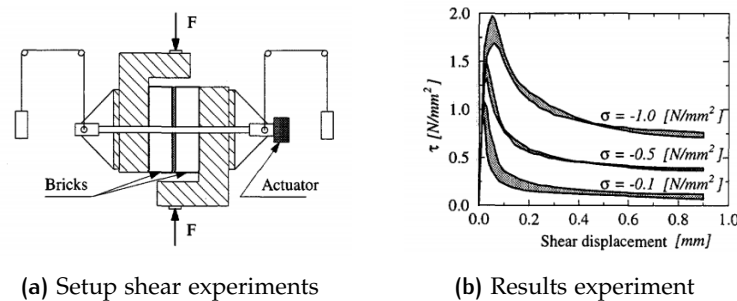 F
Bricks
Actuator
F
(a) Setup shear experiments
τ [N/mm²]
2.0
1.5
1.0
0.5
0.0
σ = -1.0 [N/mm²]
σ = -0.5 [N/mm²]
σ = -0.1 [N/mm²]
0.0 0.2 0.4 0.6 0.8 1.0
Shear displacement [mm]
(b) Results experiment